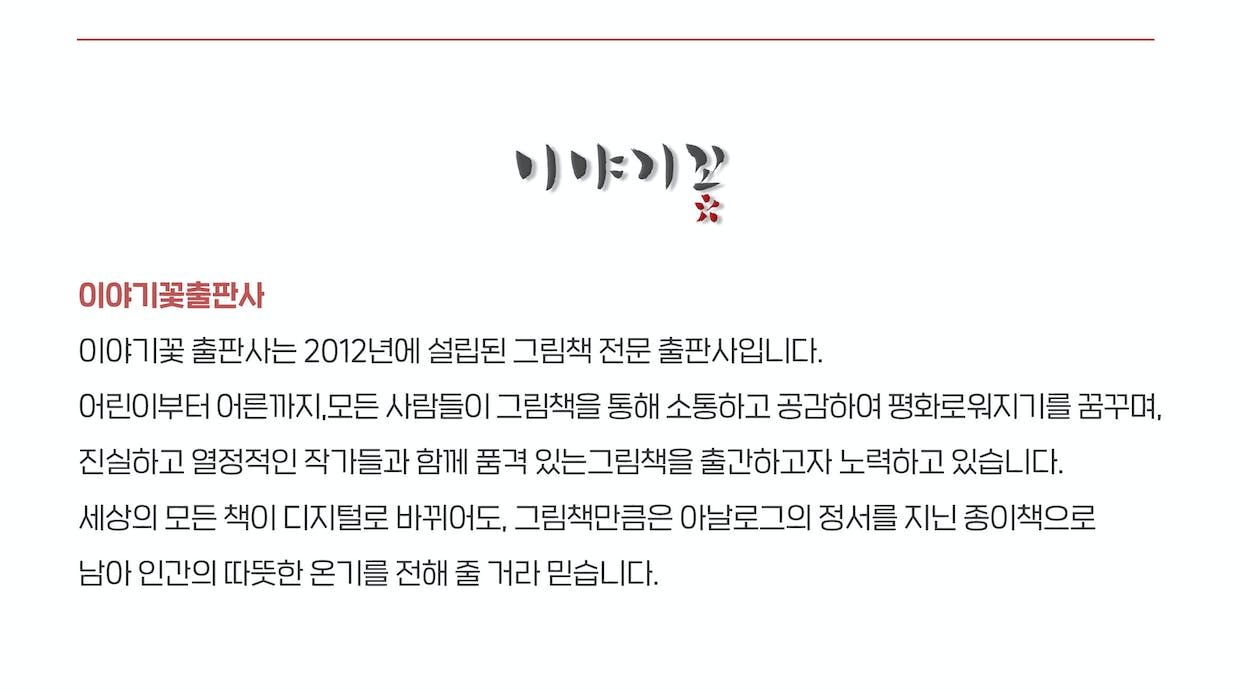 이야기꽃
이야기꽃출판사
이야기꽃 출판사는 2012년에 설립된 그림책 전문 출판사입니다.
어린이부터 어른까지,모든 사람들이 그림책을 통해 소통하고 공감하여 평화로워지기를 꿈꾸며,
진실하고 열정적인 작가들과 함께 품격 있는그림책을 출간하고자 노력하고 있습니다.
세상의 모든 책이 디지털로 바뀌어도, 그림책만큼은 아날로그의 정서를 지닌 종이책으로
남아 인간의 따뜻한 온기를 전해 줄 거라 믿습니다.